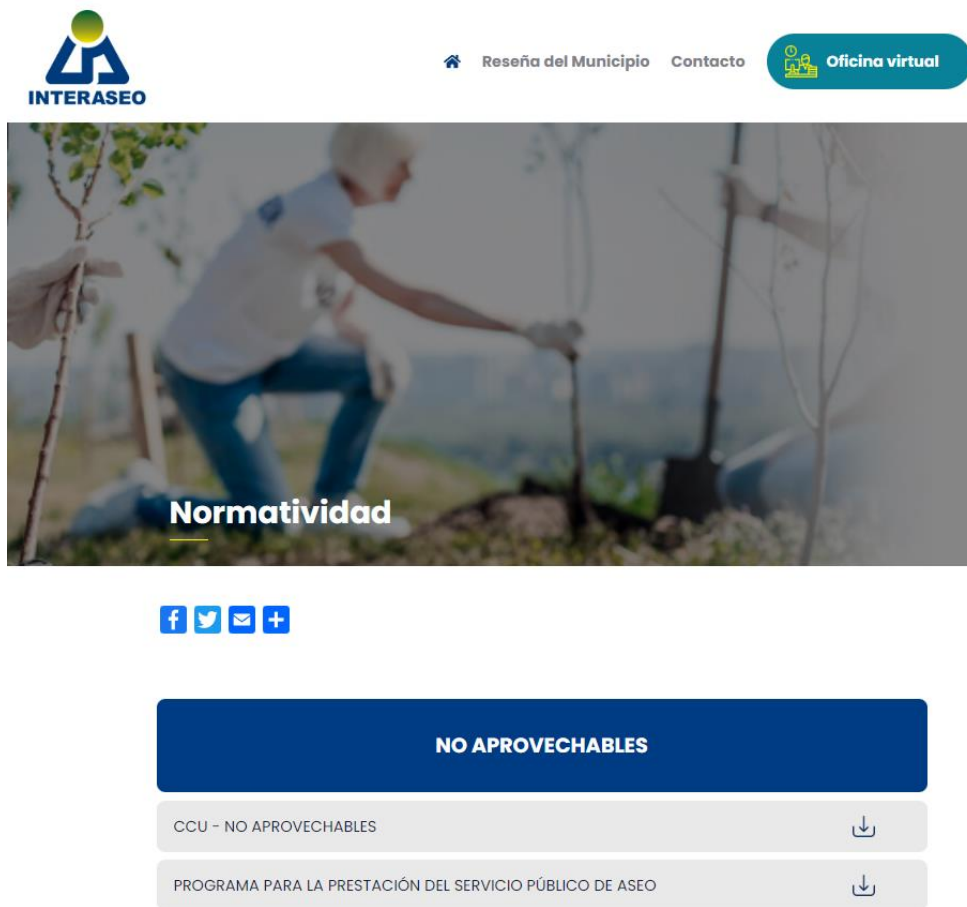 INTERASEO
Reseña del Municipio Contacto Oficina virtual
Normatividad
NO APROVECHABLES
CCU - NO APROVECHABLES
PROGRAMA PARA LA PRESTACIÓN DEL SERVICIO PÚBLICO DE ASEO